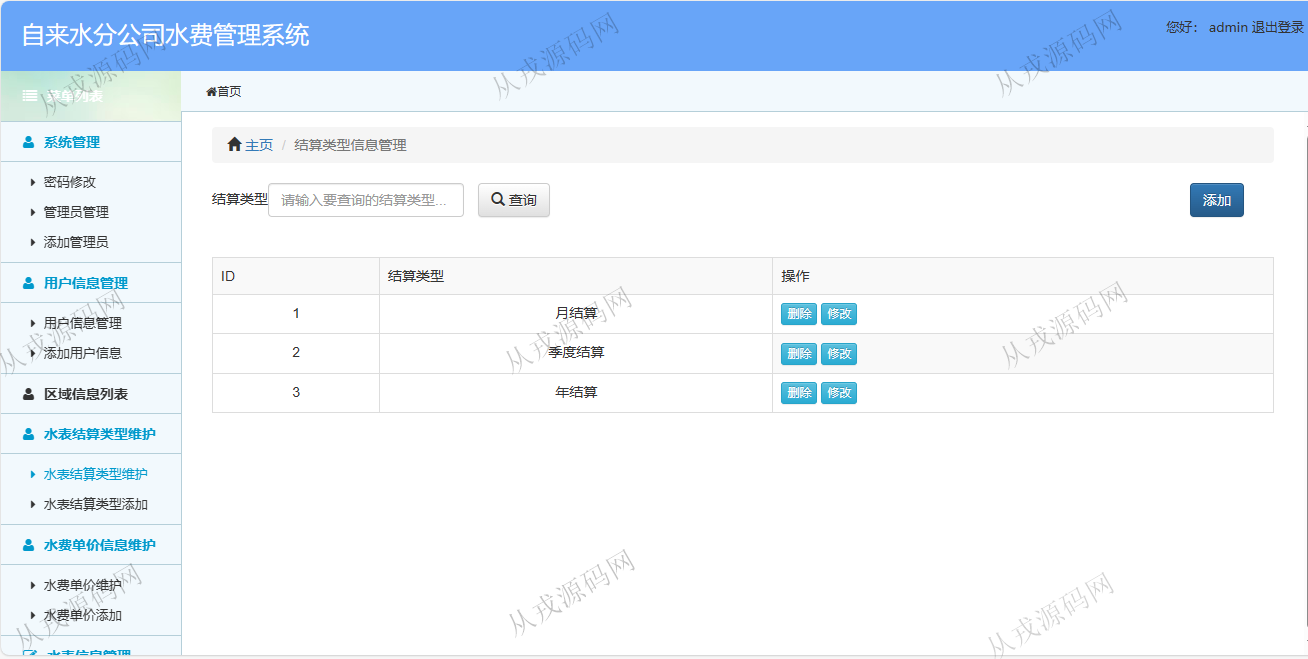 自来水分公司水费管理系统
您好： admin 退出登录
菜单列表
首页
系统管理
密码修改
管理员管理
添加管理员
用户信息管理
用户信息管理
添加用户信息
区域信息列表
水表结算类型维护
水表结算类型维护
水表结算类型添加
水费单价信息维护
水费单价维护
水费单价添加
水表信息管理
主页 / 结算类型信息管理
结算类型 请输入要查询的结算类型... 查询 添加
ID 结算类型 操作
1 月结算 删除 修改
2 季度结算 删除 修改
3 年结算 删除 修改
从戎源码网
从戎源码网
从戎源码网
从戎源码网
从戎源码网
从戎源码网
从戎源码网
从戎源码网
从戎源码网